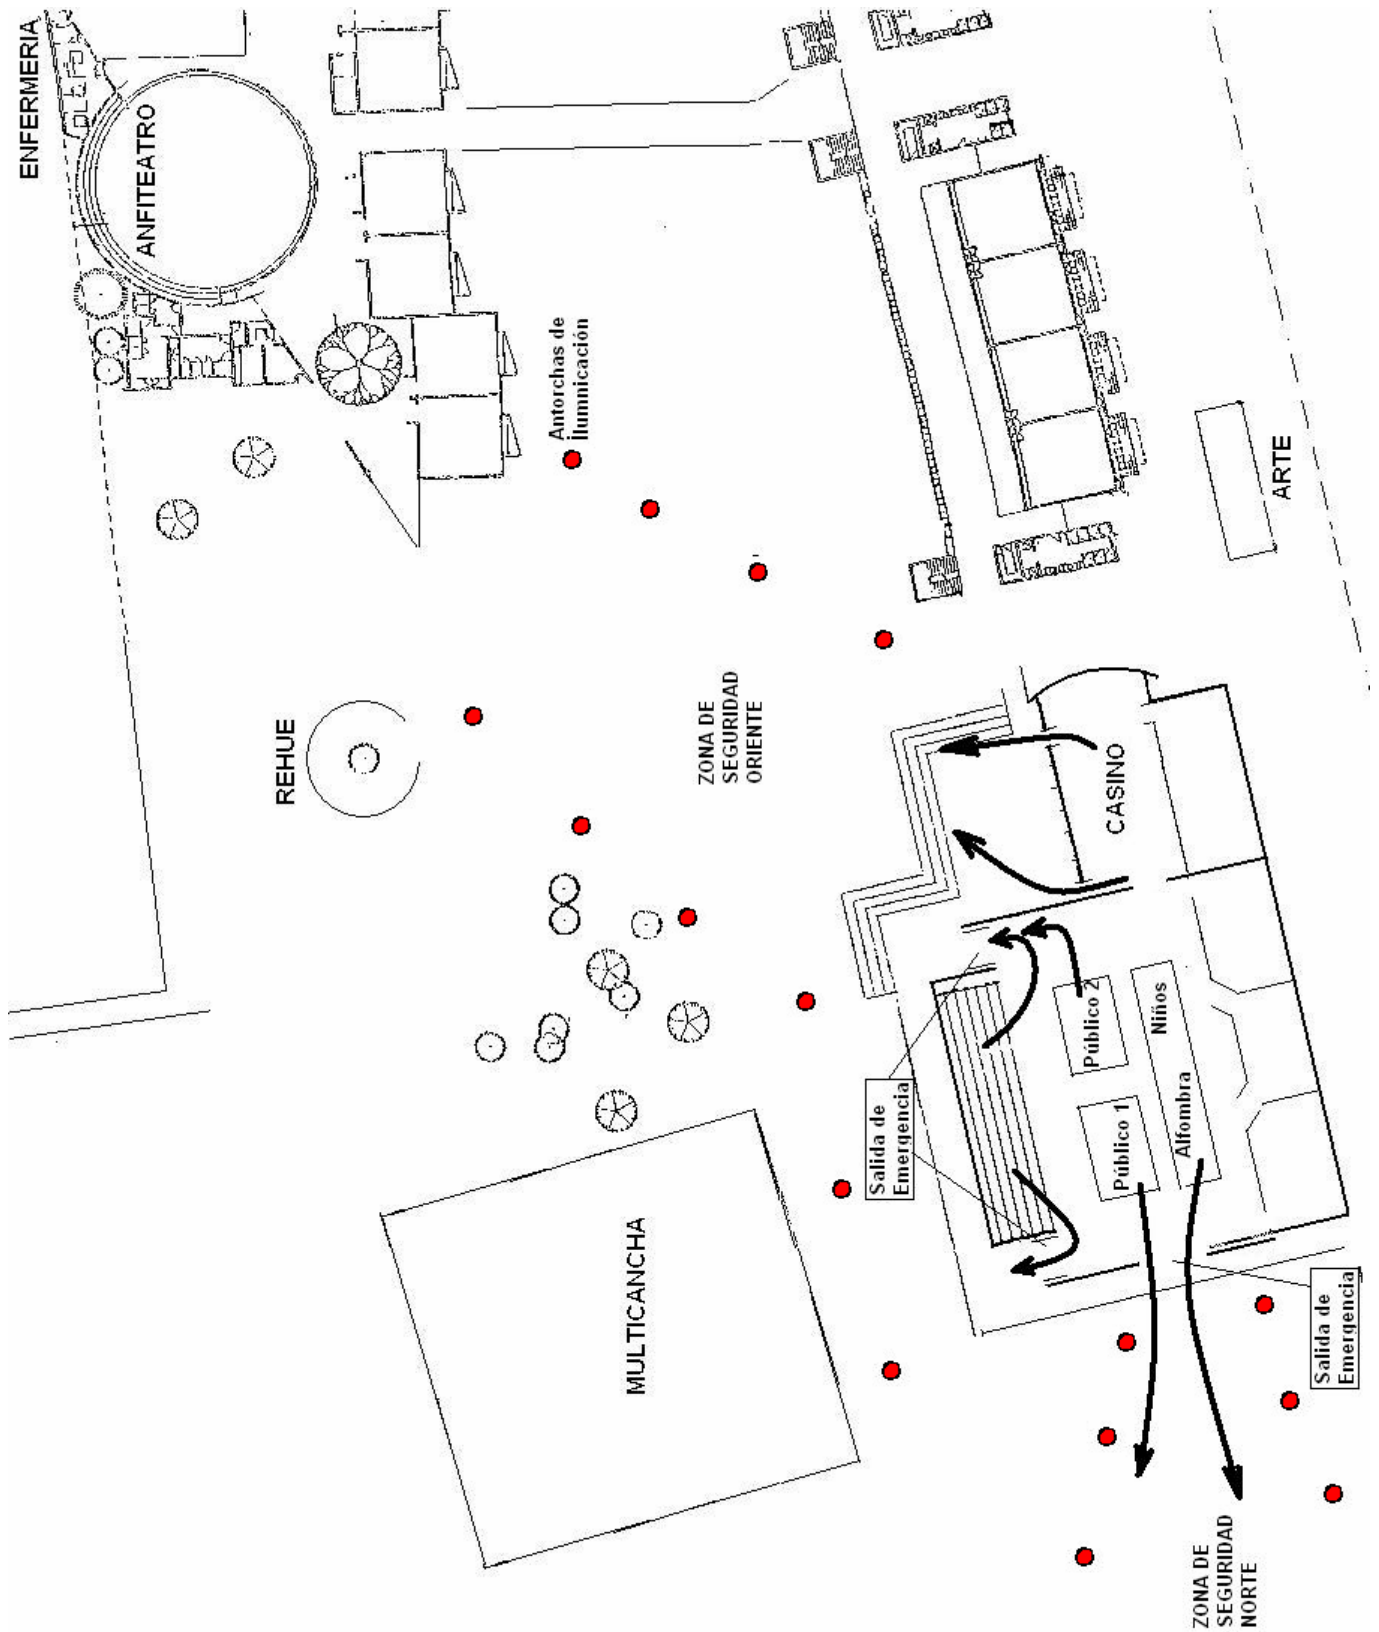 ENFERMERIA
ANFITEATRO
REHUE
Antorchas de
ilumnicación
MULTICANCHA
ZONA DE
SEGURIDAD
ORIENTE
Salida de
Emergencia
Público 2
CASINO
Público 1
Niños
Alfombra
ZONA DE
SEGURIDAD
NORTE
ARTE
Salida de
Emergencia